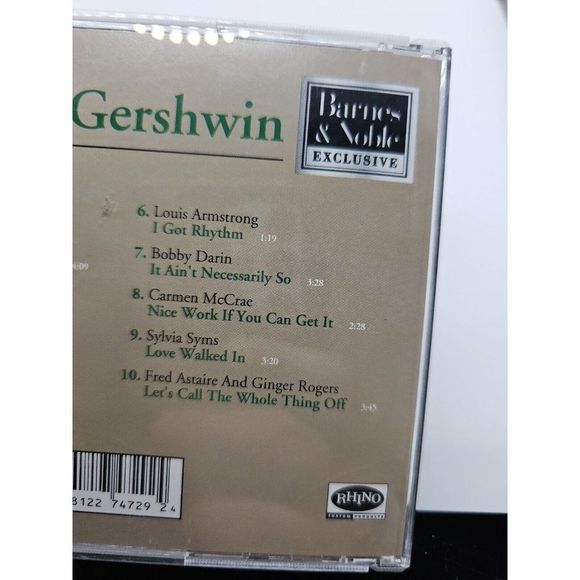 Gershwin
Barnes
& Noble
EXCLUSIVE
6. Louis Armstrong
I Got Rhythm 1:19
7. Bobby Darin
It Ain't Necessarily So 3:28
8. Carmen McCrae
Nice Work If You Can Get It 2:28
9. Sylvia Syms
Love Walked In 3:20
10. Fred Astaire And Ginger Rogers
Let's Call The Whole Thing Off 3:45
8122 74729 24
RHINO
CUSTOM PRODUCTS